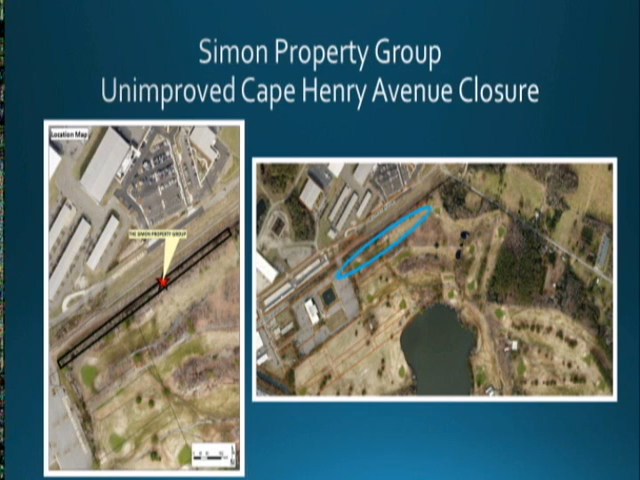 Simon Property Group
Unimproved Cape Henry Avenue Closure
Location Map
THE SIMON PROPERTY GROUP